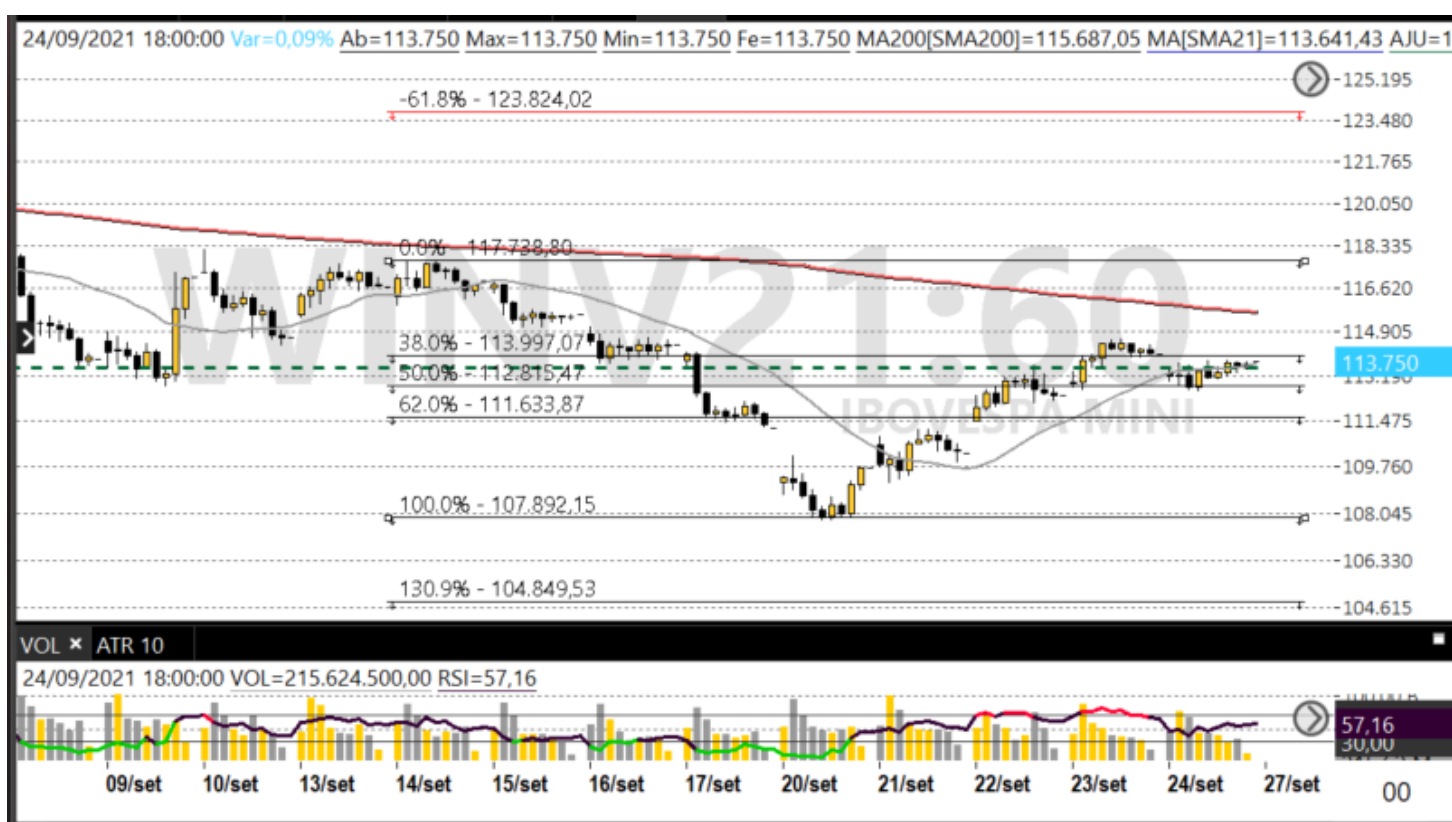 24/09/2021 18:00:00 Var=0,09% Ab=113.750 Max=113.750 Min=113.750 Fe=113.750 MA200[SMA200]=115.687,05 MA[SMA21]=113.641,43 AJU=1
125.195
-61.8% - 123.824,02
123.480
121.765
120.050
118.335
0.0% - 117.738,80
WINV21:60
116.620
114.905
38.0% - 113.997,07
113.750
113.190
50.0% - 112.815,47
62.0% - 111.633,87
111.475
IBOVESPA MINI
109.760
100.0% - 107.892,15
108.045
106.330
130.9% - 104.849,53
104.615
VOL × ATR 10
24/09/2021 18:00:00 VOL=215.624.500,00 RSI=57,16
57,16
30,00
09/set 10/set 13/set 14/set 15/set 16/set 17/set 20/set 21/set 22/set 23/set 24/set 27/set
00